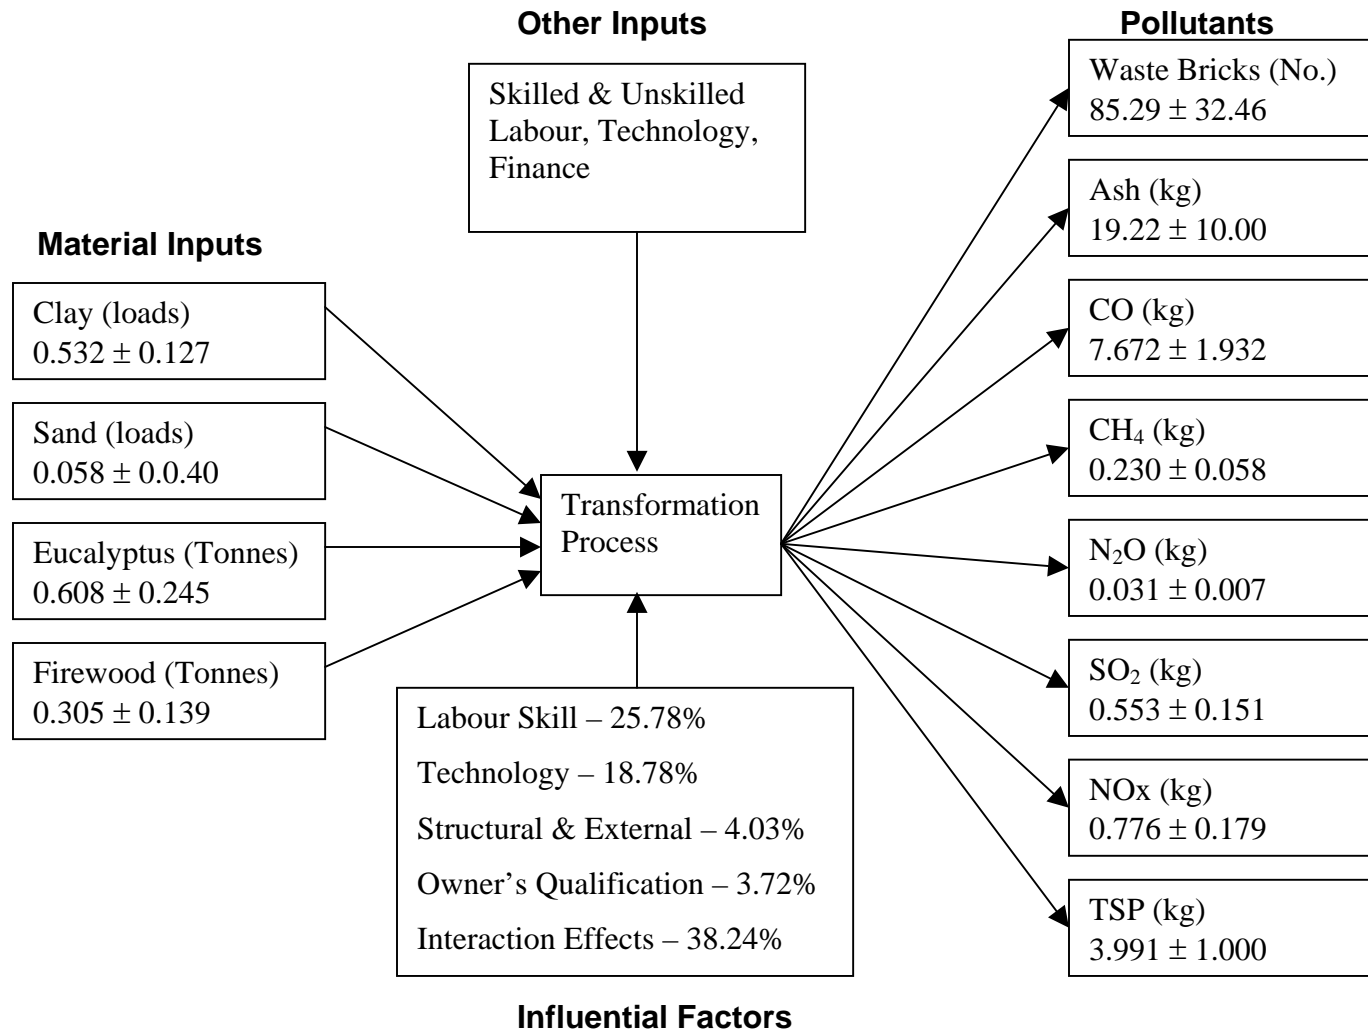 Other Inputs
Skilled & Unskilled
Labour, Technology,
Finance
Material Inputs
Clay (loads)
0.532 ± 0.127
Sand (loads)
0.058 ± 0.0.40
Eucalyptus (Tonnes)
0.608 ± 0.245
Firewood (Tonnes)
0.305 ± 0.139
Transformation
Process
Labour Skill – 25.78%
Technology – 18.78%
Structural & External – 4.03%
Owner’s Qualification – 3.72%
Interaction Effects – 38.24%
Influential Factors
Pollutants
Waste Bricks (No.)
85.29 ± 32.46
Ash (kg)
19.22 ± 10.00
CO (kg)
7.672 ± 1.932
CH₄ (kg)
0.230 ± 0.058
N₂O (kg)
0.031 ± 0.007
SO₂ (kg)
0.553 ± 0.151
NOx (kg)
0.776 ± 0.179
TSP (kg)
3.991 ± 1.000